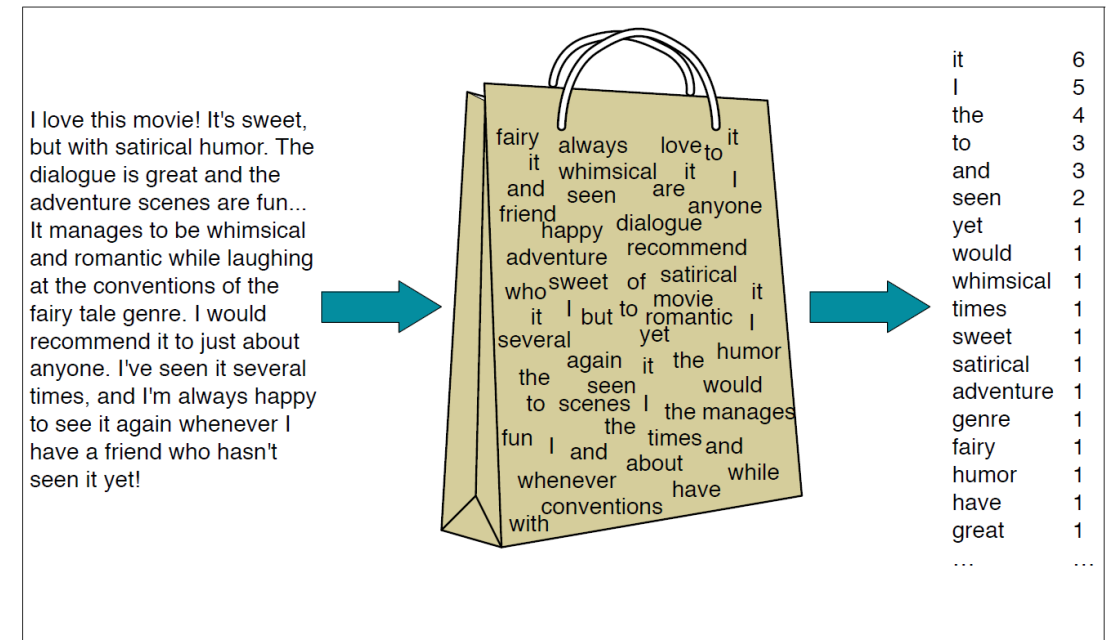 I love this movie! It's sweet,
but with satirical humor. The
dialogue is great and the
adventure scenes are fun...
It manages to be whimsical
and romantic while laughing
at the conventions of the
fairy tale genre. I would
recommend it to just about
anyone. I've seen it several
times, and I'm always happy
to see it again whenever I
have a friend who hasn't
seen it yet!
fairy always love to it
it whimsical it I
and seen are
friend anyone
happy dialogue
adventure recommend
who sweet of satirical
it I but to movie it
romantic I
several yet
again it the humor
the seen would
to scenes I the manages
fun I and the times and
whenever about while
have
conventions
with
it 6
I 5
the 4
to 3
and 3
seen 2
yet 1
would 1
whimsical 1
times 1
sweet 1
satirical 1
adventure 1
genre 1
fairy 1
humor 1
have 1
great 1
… …